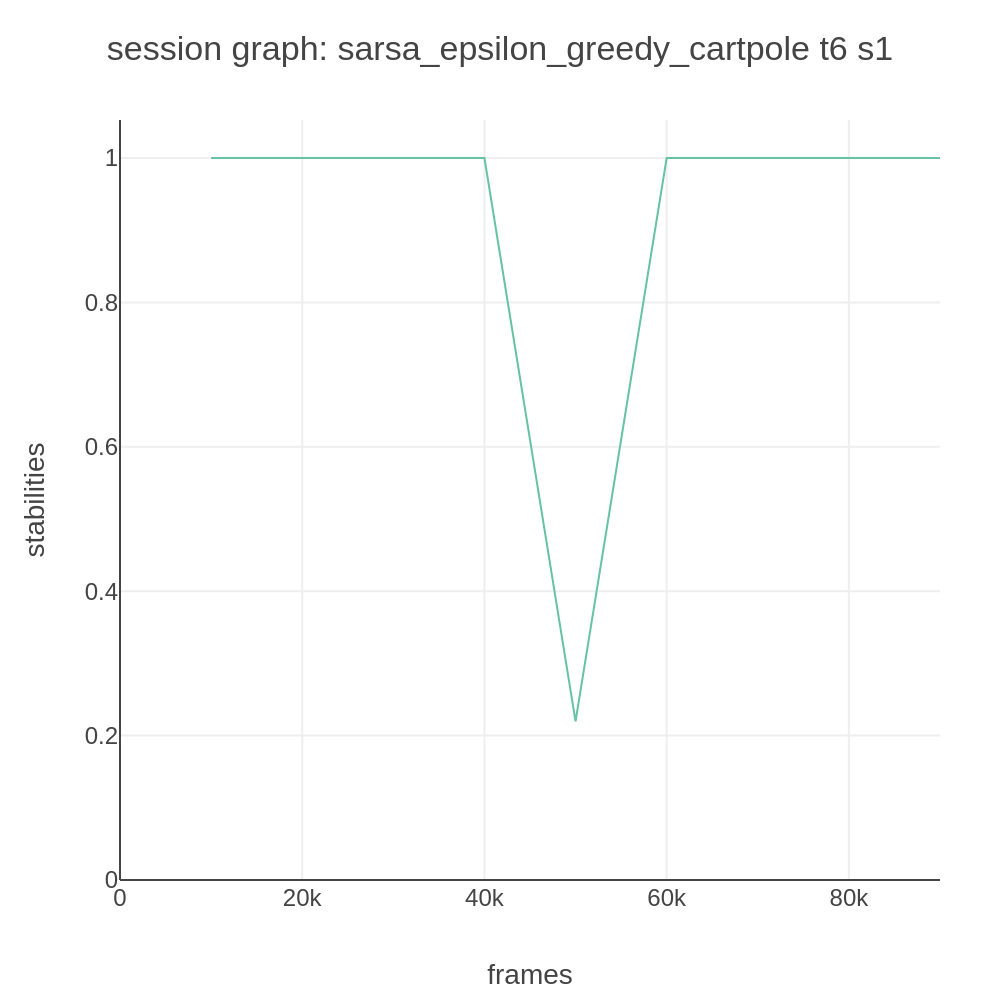 session graph: sarsa_epsilon_greedy_cartpole t6 s1
1
0.8
0.6
0.4
0.2
0
stabilities
0
20k
40k
60k
80k
frames